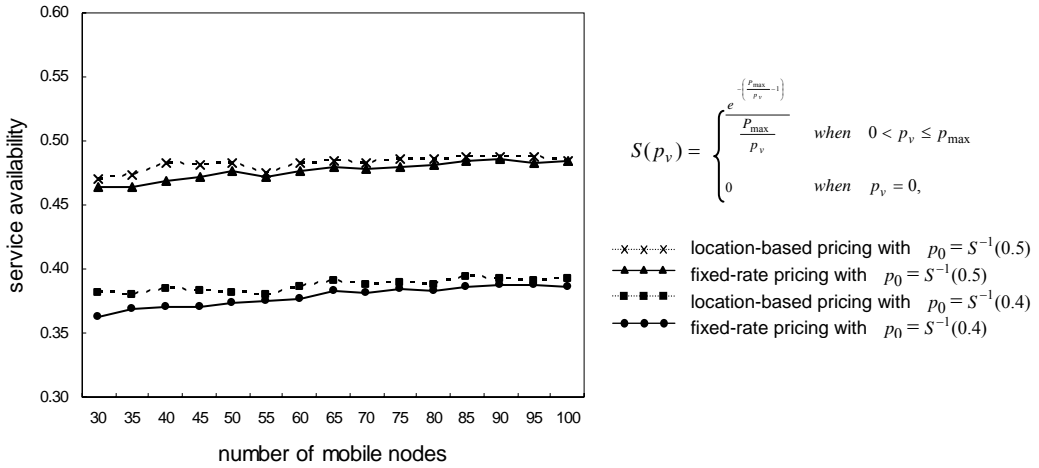 0.60
0.55
0.50
0.45
0.40
0.35
0.30
service availability
30 35 40 45 50 55 60 65 70 75 80 85 90 95 100
number of mobile nodes
S(p_v) = { e^{-(P_max/p_v −1)} / (P_max/p_v) when 0 < p_v ≤ p_max
0 when p_v = 0,
location-based pricing with p_0 = S^{-1}(0.5)
fixed-rate pricing with p_0 = S^{-1}(0.5)
location-based pricing with p_0 = S^{-1}(0.4)
fixed-rate pricing with p_0 = S^{-1}(0.4)